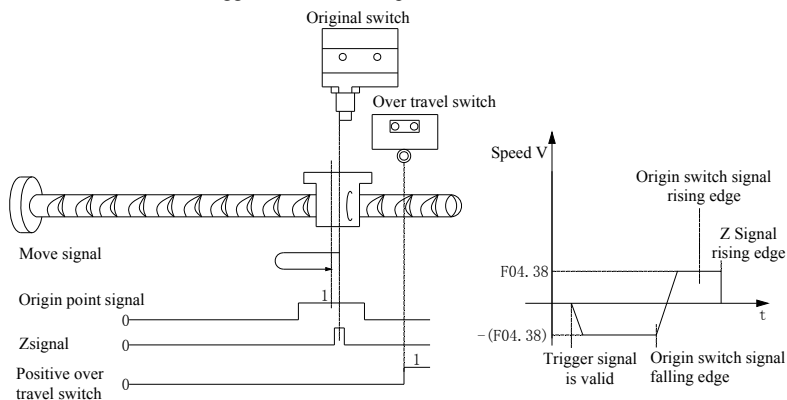 Original switch
Over travel switch
Move signal
Origin point signal
1
0
Zsignal
0
Positive over
travel switch
0
1
Speed V
Origin switch signal
rising edge
Z Signal
rising edge
F04.38
t
-(F04.38)
Trigger signal
is valid
Origin switch signal
falling edge